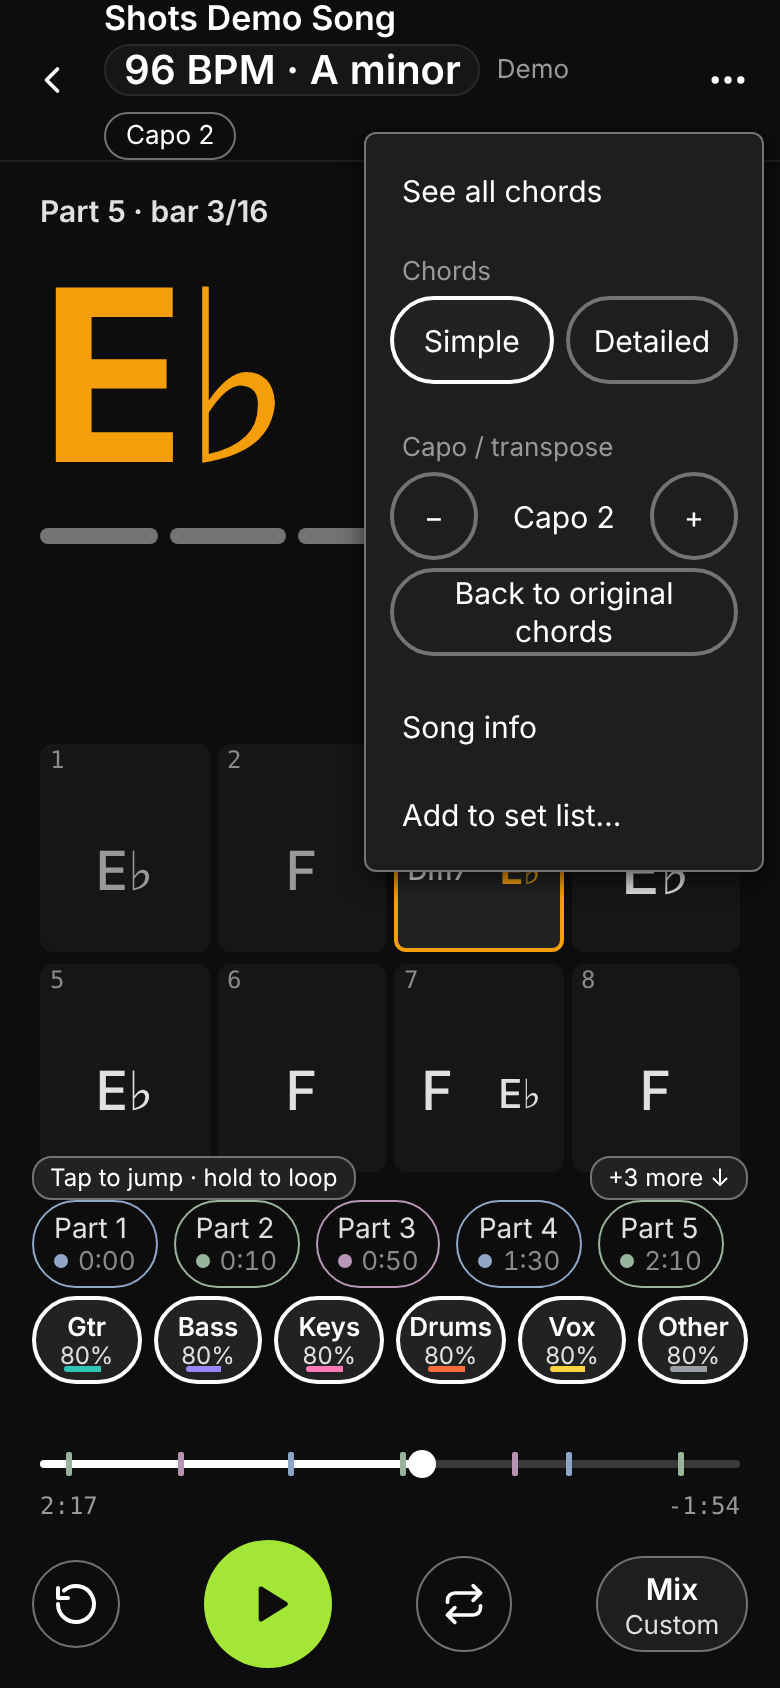 Shots Demo Song
96 BPM · A minor
Demo
Capo 2
Part 5 · bar 3/16
See all chords
Chords
Simple
Detailed
E♭
Capo / transpose
−
Capo 2
+
Back to original
chords
Song info
Add to set list...
1
2
E♭
F
Dm7
E♭
E♭
5
6
7
8
E♭
F
F
E♭
F
Tap to jump · hold to loop
+3 more ↓
Part 1
0:00
Part 2
0:10
Part 3
0:50
Part 4
1:30
Part 5
2:10
Gtr
80%
Bass
80%
Keys
80%
Drums
80%
Vox
80%
Other
80%
2:17
-1:54
Mix
Custom